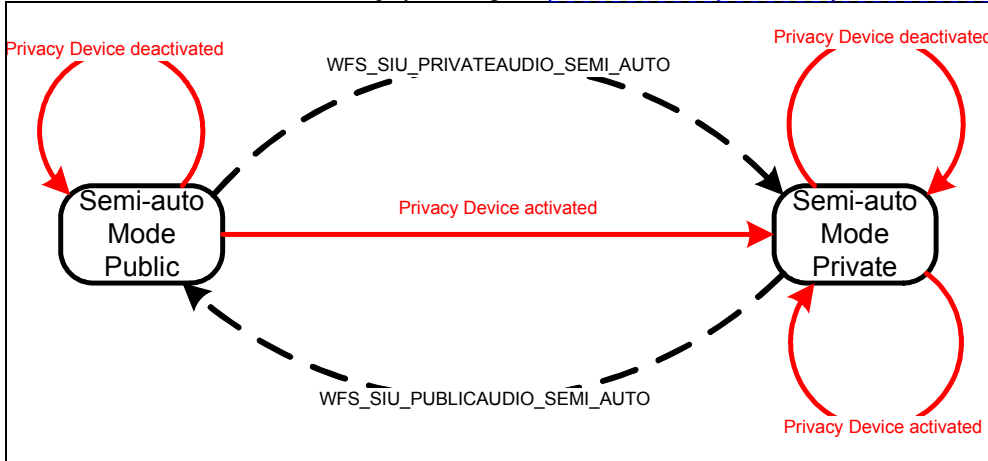 Privacy Device deactivated
Privacy Device deactivated
WFS_SIU_PRIVATEAUDIO_SEMI_AUTO
Semi-auto
Mode
Public
Privacy Device activated
Semi-auto
Mode
Private
WFS_SIU_PUBLICAUDIO_SEMI_AUTO
Privacy Device activated